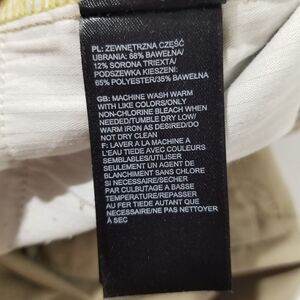 PL: ZEWNĘTRZNA CZĘŚĆ
UBRANIA: 88% BAWEŁNA/
12% SORONA TRIEXTA/
PODSZEWKA KIESZENI:
65% POLYESTER/35% BAWEŁNA
GB: MACHINE WASH WARM
WITH LIKE COLORS/ONLY
NON-CHLORINE BLEACH WHEN
NEEDED/TUMBLE DRY LOW/
WARM IRON AS DESIRED/DO
NOT DRY CLEAN
F: LAVER A LA MACHINE A
L'EAU TIEDE AVEC COULEURS
SEMBLABLES/UTILISER
SEULEMENT UN AGENT DE
BLANCHIMENT SANS CHLORE
SI NECESSAIRE/SECHER
PAR CULBUTAGE A BASSE
TEMPERATURE/REPASSER
AU FER TIEDE AUTANT QUE
NECESSAIRE/NE PAS NETTOYER
À SEC